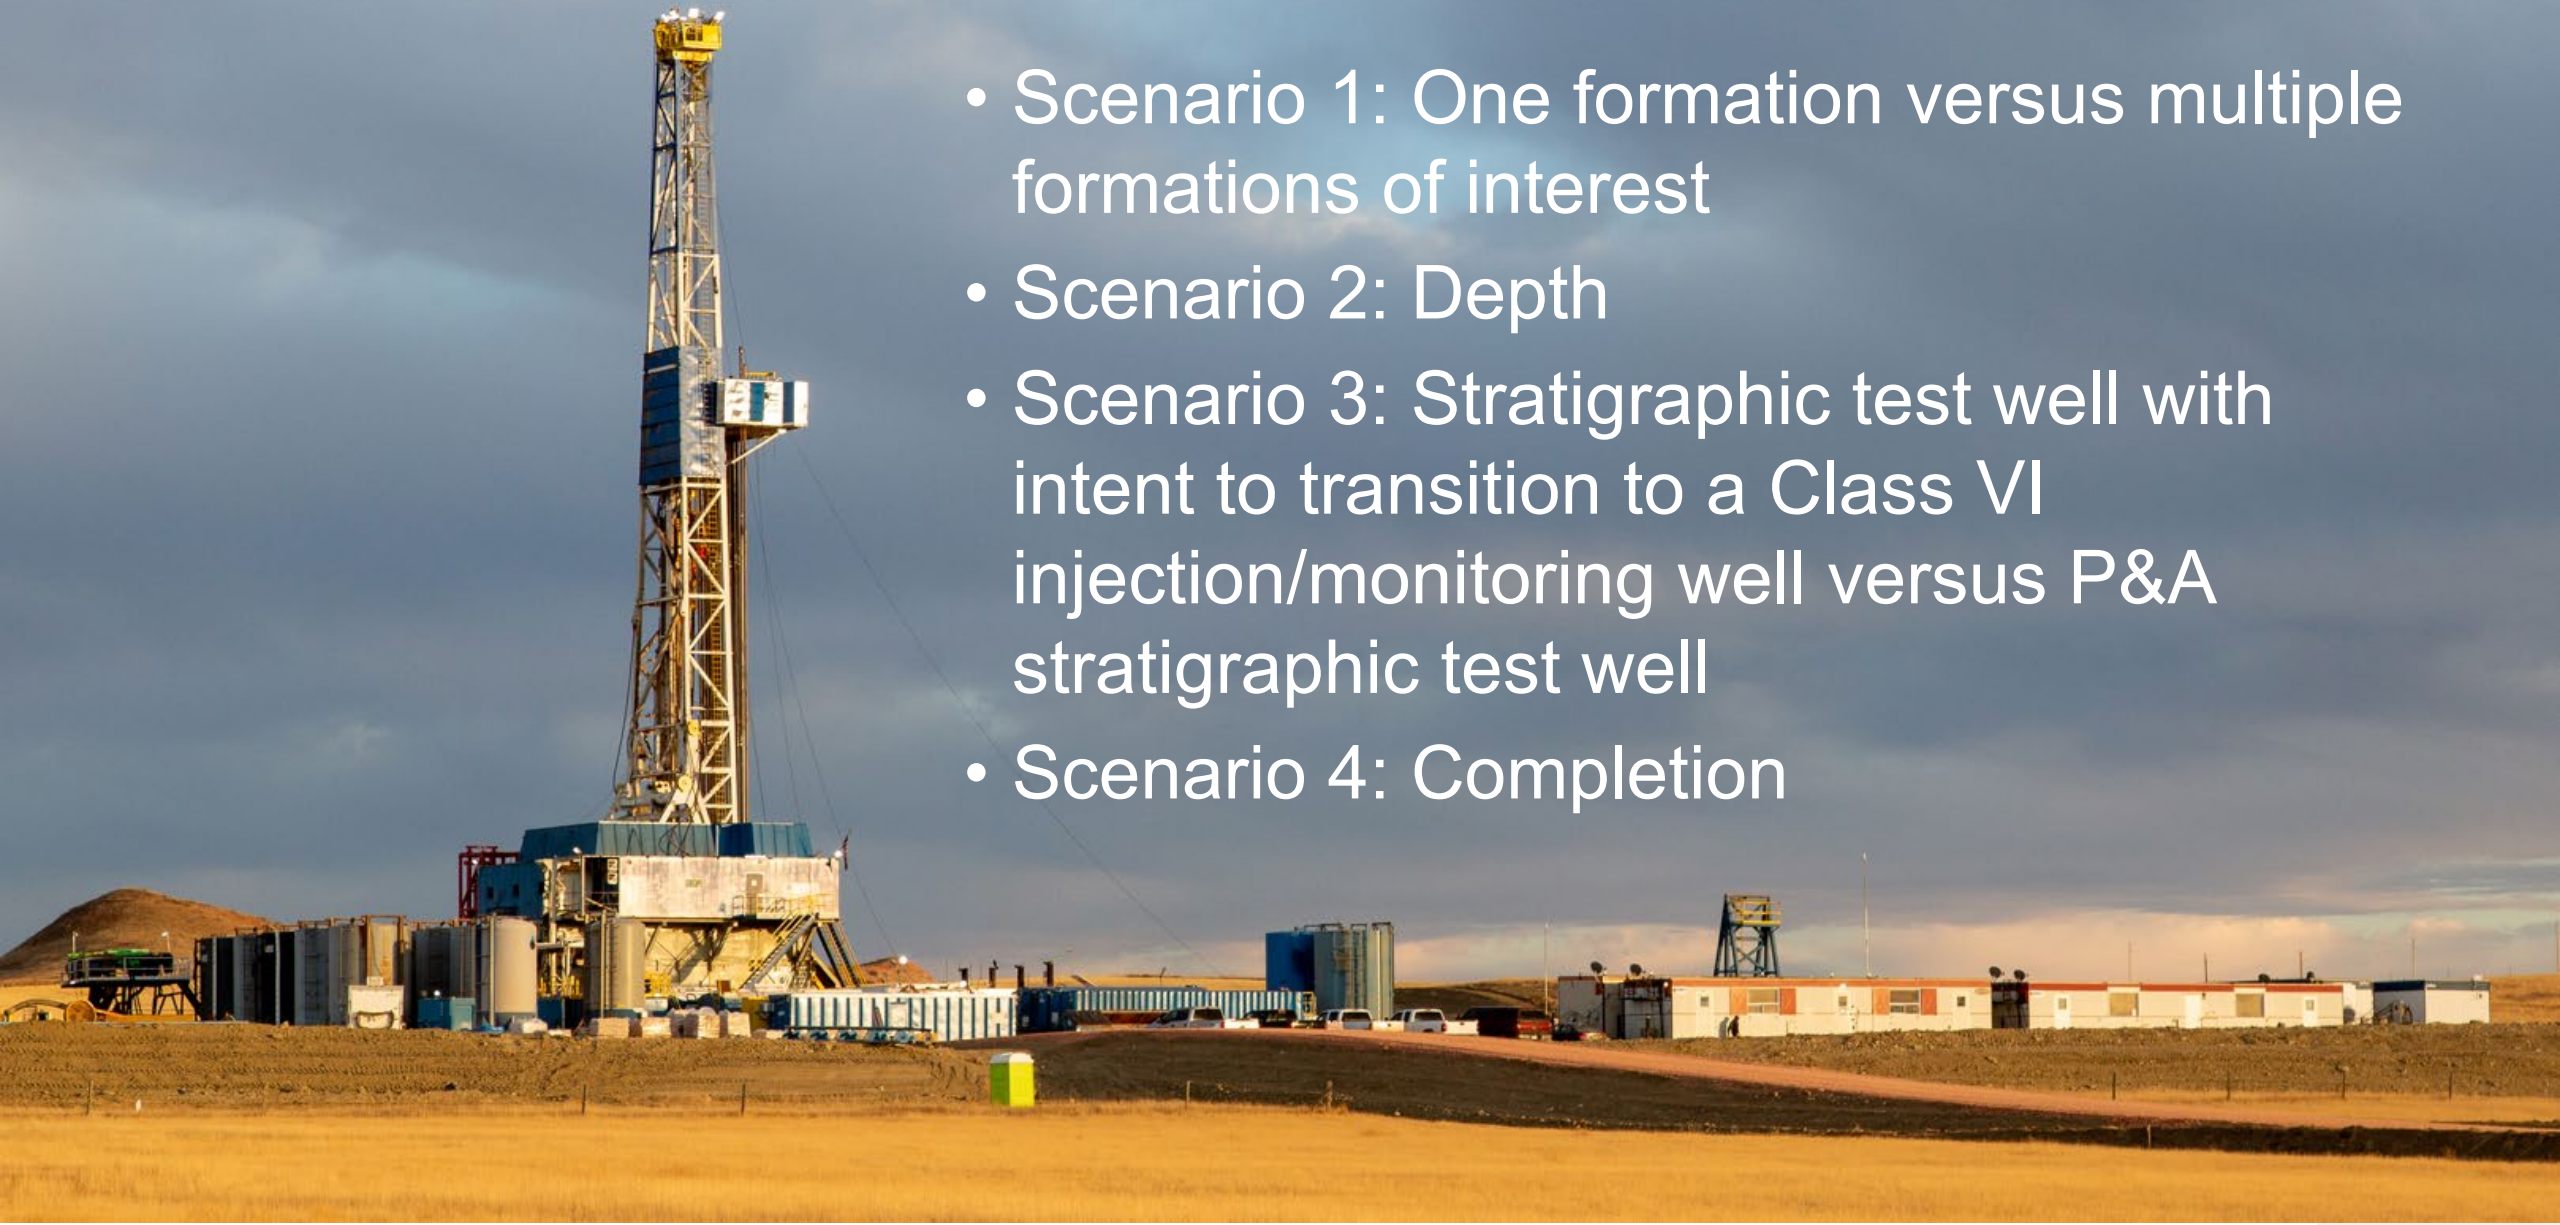 • Scenario 1: One formation versus multiple
formations of interest
• Scenario 2: Depth
• Scenario 3: Stratigraphic test well with
intent to transition to a Class VI
injection/monitoring well versus P&A
stratigraphic test well
• Scenario 4: Completion